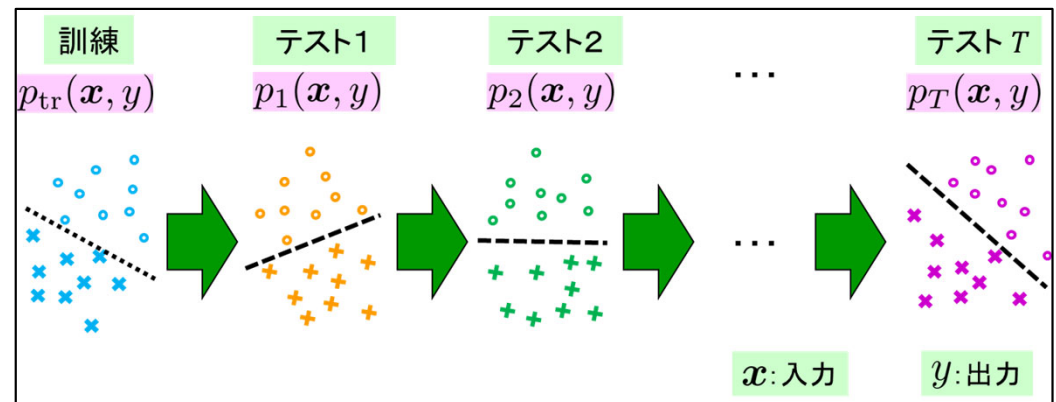 訓練 テスト1 テスト2 … テスト T
p_tr(x, y) p_1(x, y) p_2(x, y) p_T(x, y)
…
x:入力 y:出力